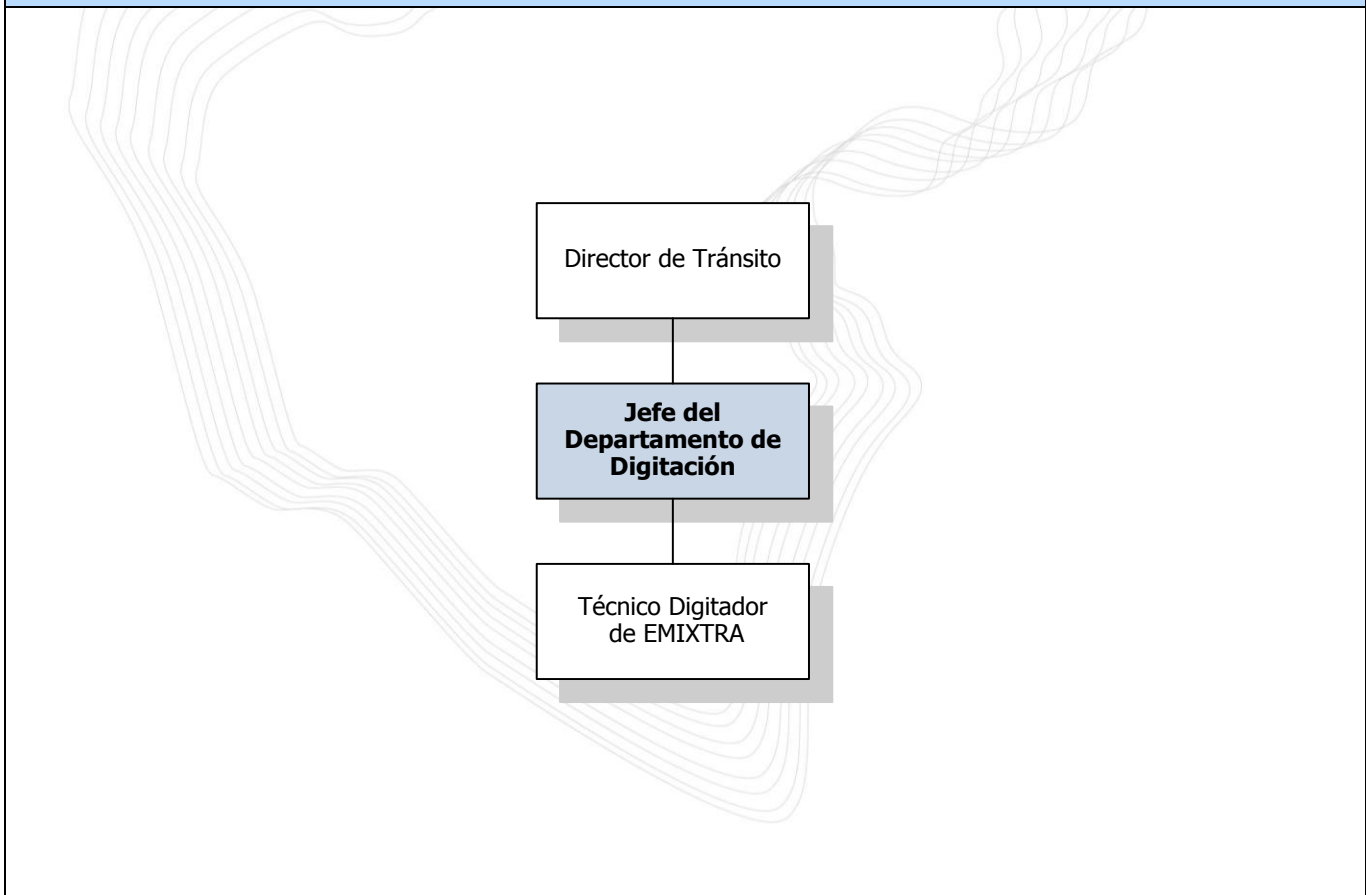 Director de Tránsito
Jefe del
Departamento de
Digitación
Técnico Digitador
de EMIXTRA